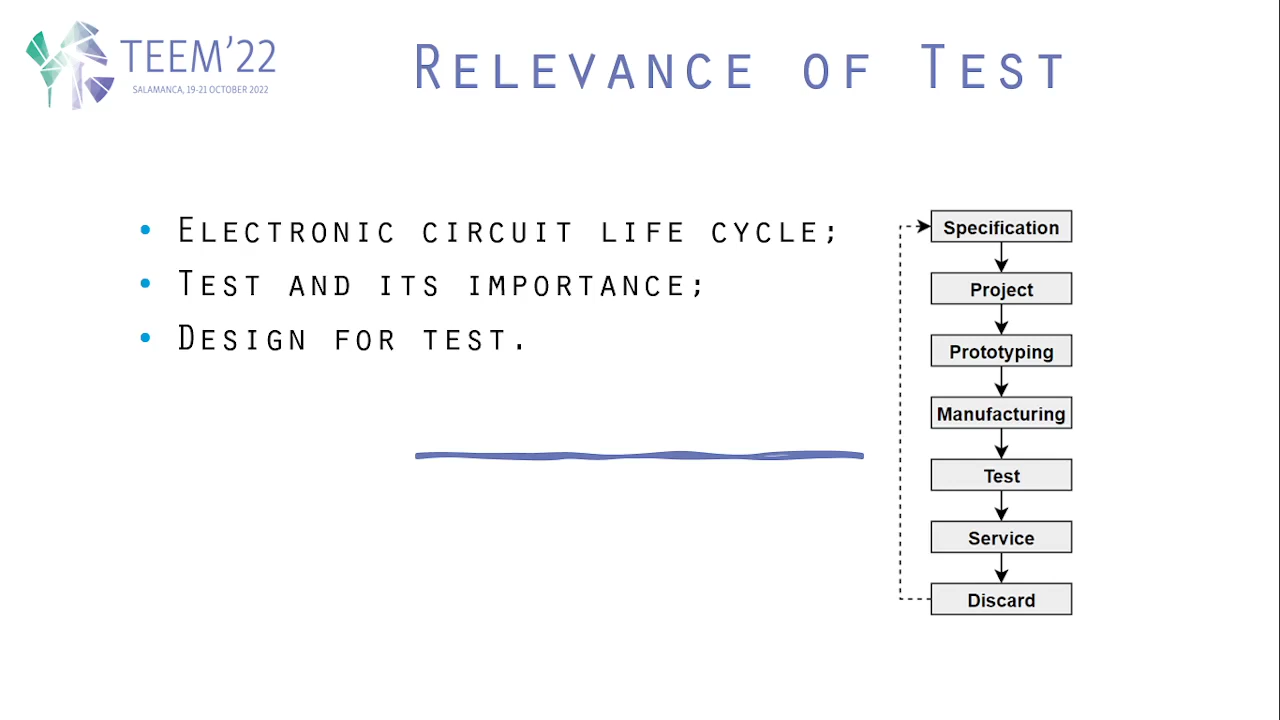 TEEM'22
SALAMANCA, 19-21 OCTOBER 2022
Relevance of Test
• Electronic circuit life cycle;
• Test and its importance;
• Design for test.
Specification
Project
Prototyping
Manufacturing
Test
Service
Discard